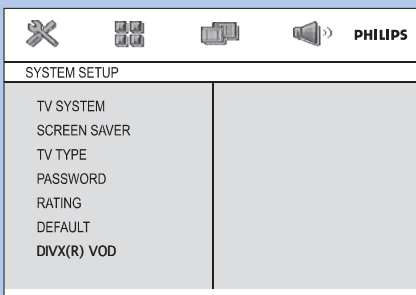 PHILIPS
SYSTEM SETUP
TV SYSTEM
SCREEN SAVER
TV TYPE
PASSWORD
RATING
DEFAULT
DIVX(R) VOD